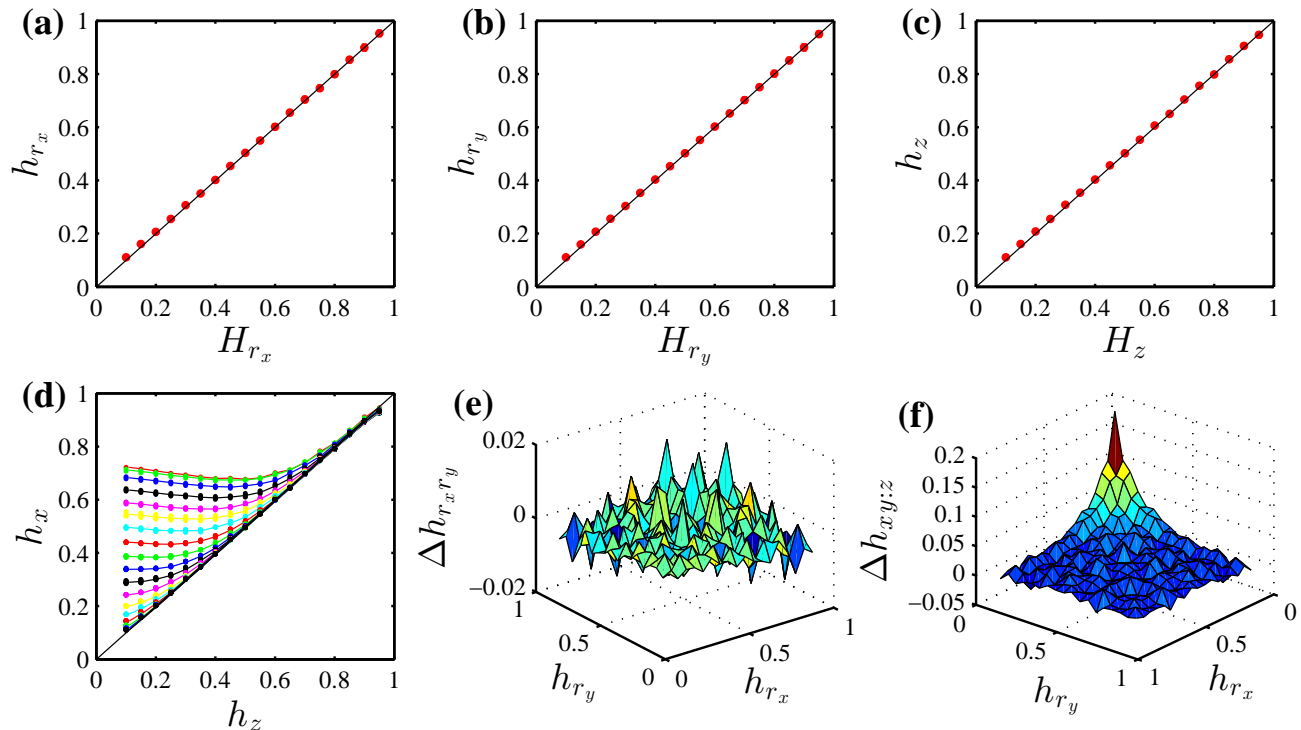 (a)
1
0.8
0.6
0.4
0.2
0
h_{r_x}
0 0.2 0.4 0.6 0.8 1
H_{r_x}
(b)
1
0.8
0.6
0.4
0.2
0
h_{r_y}
0 0.2 0.4 0.6 0.8 1
H_{r_y}
(c)
1
0.8
0.6
0.4
0.2
0
h_z
0 0.2 0.4 0.6 0.8 1
H_z
(d)
1
0.8
0.6
0.4
0.2
0
h_x
0 0.2 0.4 0.6 0.8 1
h_z
(e)
0.02
0
−0.02
Δh_{r_x r_y}
1
0.5
0
h_{r_y}
0
0.5
1
h_{r_x}
(f)
0.2
0.15
0.1
0.05
0
−0.05
Δh_{xy:z}
0
0.5
1
h_{r_y}
1
0.5
0
h_{r_x}